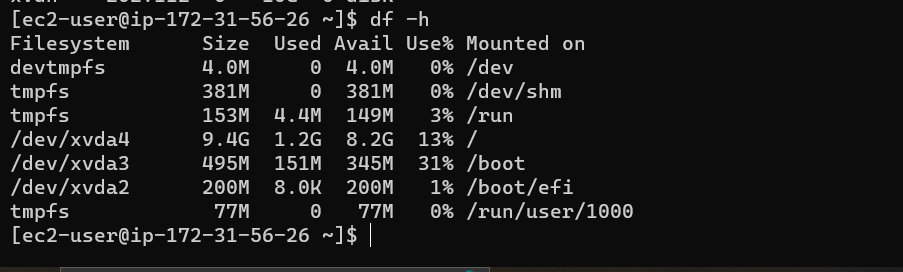 [ec2-user@ip-172-31-56-26 ~]$ df -h
Filesystem      Size  Used Avail Use% Mounted on
devtmpfs        4.0M     0  4.0M   0% /dev
tmpfs           381M     0  381M   0% /dev/shm
tmpfs           153M  4.4M  149M   3% /run
/dev/xvda4      9.4G  1.2G  8.2G  13% /
/dev/xvda3      495M  151M  345M  31% /boot
/dev/xvda2      200M  8.0K  200M   1% /boot/efi
tmpfs            77M     0   77M   0% /run/user/1000
[ec2-user@ip-172-31-56-26 ~]$